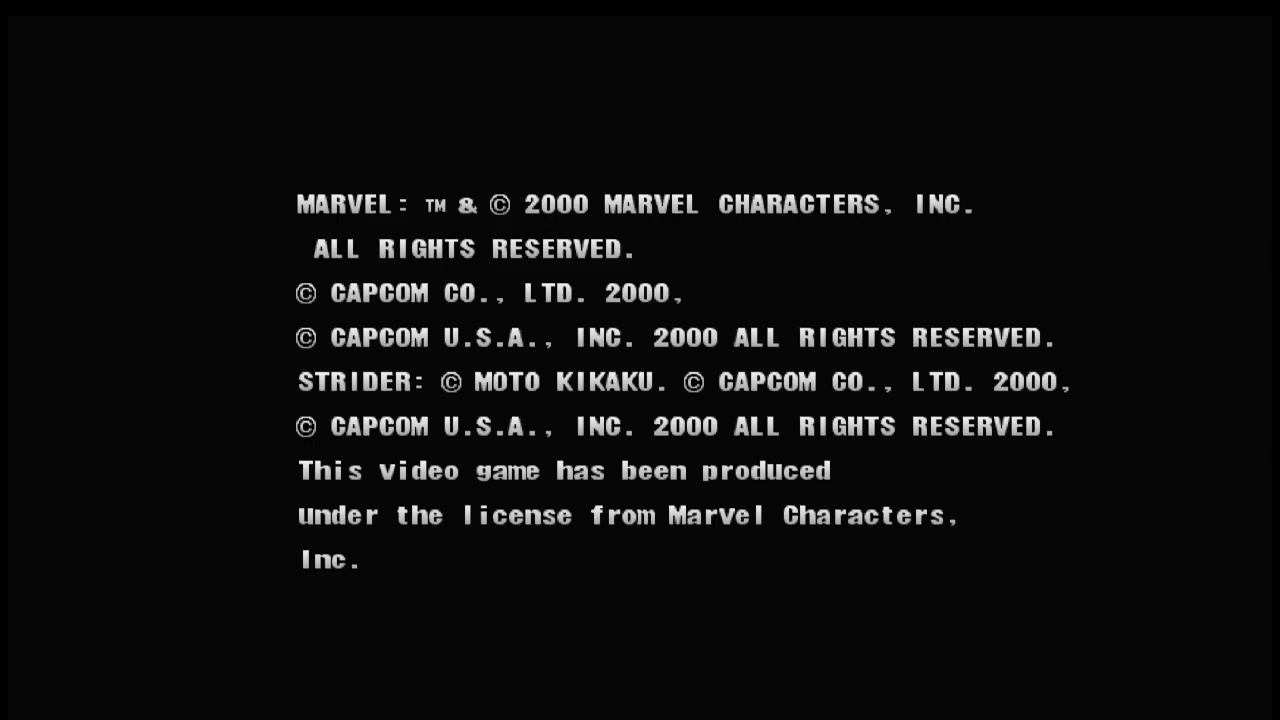 MARVEL: ™ & © 2000 MARVEL CHARACTERS, INC.
ALL RIGHTS RESERVED.
© CAPCOM CO., LTD. 2000,
© CAPCOM U.S.A., INC. 2000 ALL RIGHTS RESERVED.
STRIDER: © MOTO KIKAKU. © CAPCOM CO., LTD. 2000,
© CAPCOM U.S.A., INC. 2000 ALL RIGHTS RESERVED.
This video game has been produced
under the license from Marvel Characters,
Inc.